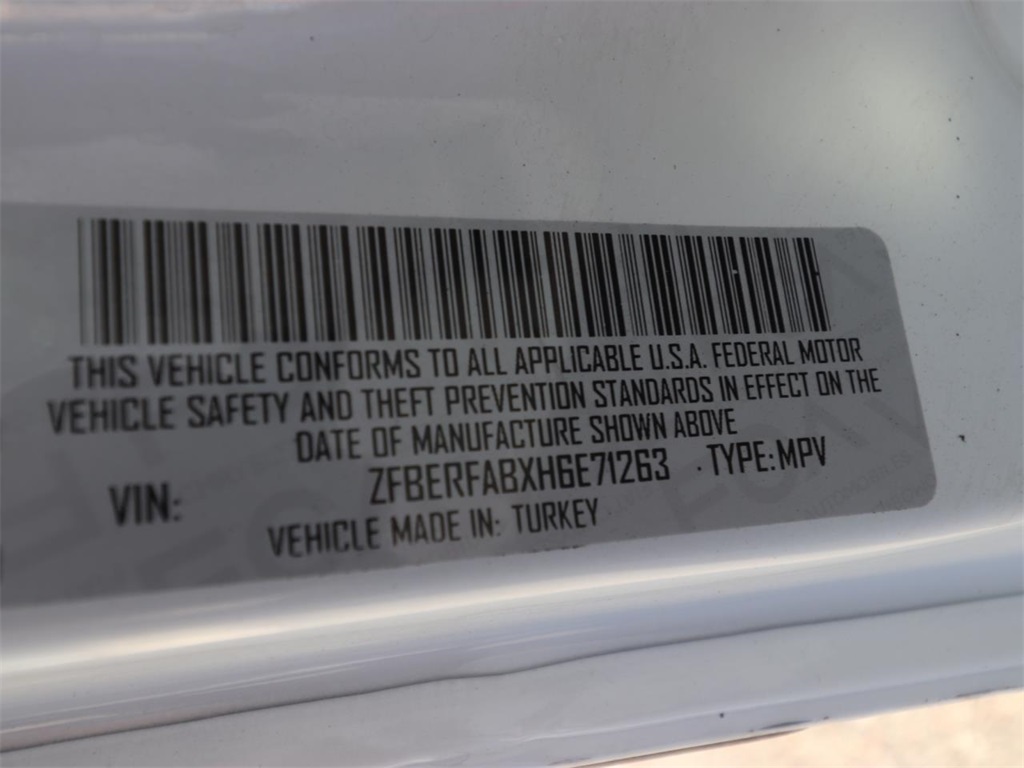 THIS VEHICLE CONFORMS TO ALL APPLICABLE U.S.A. FEDERAL MOTOR
VEHICLE SAFETY AND THEFT PREVENTION STANDARDS IN EFFECT ON THE
DATE OF MANUFACTURE SHOWN ABOVE
VIN: ZFBERFABXH6E71263 . TYPE: MPV
VEHICLE MADE IN: TURKEY